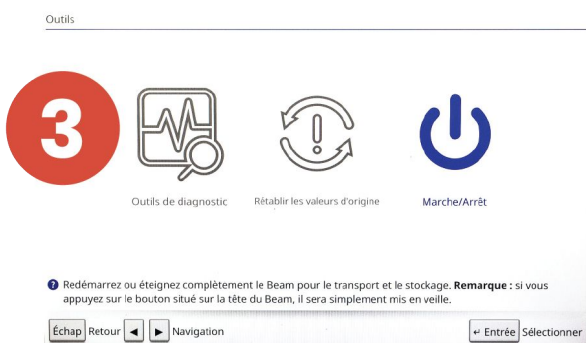 Outils
3
Outils de diagnostic Rétablir les valeurs d'origine Marche/Arrêt
? Redémarrez ou éteignez complètement le Beam pour le transport et le stockage. Remarque : si vous
appuyez sur le bouton situé sur la tête du Beam, il sera simplement mis en veille.
Échap Retour ◄ ► Navigation ↵ Entrée Sélectionner